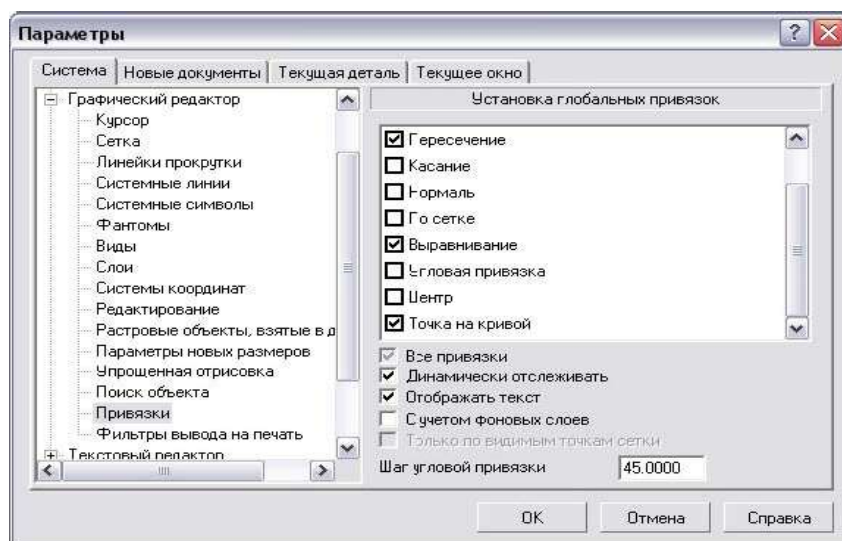 Параметры
Система Новые документы Текущая деталь Текущее окно
Графический редактор
Курсор
Сетка
Линейки прокрутки
Системные линии
Системные символы
Фантомы
Виды
Слои
Системы координат
Редактирование
Растровые объекты, взятые в д
Параметры новых размеров
Упрощенная отрисовка
Поиск объекта
Привязки
Фильтры вывода на печать
Текстовый редактор
Установка глобальных привязок
Пересечение
Касание
Нормаль
По сетке
Выравнивание
Угловая привязка
Центр
Точка на кривой
Все привязки
Динамически отслеживать
Отображать текст
С учетом фоновых слоев
Только по видимым точкам сетки
Шаг угловой привязки 45.0000
ОК Отмена Справка